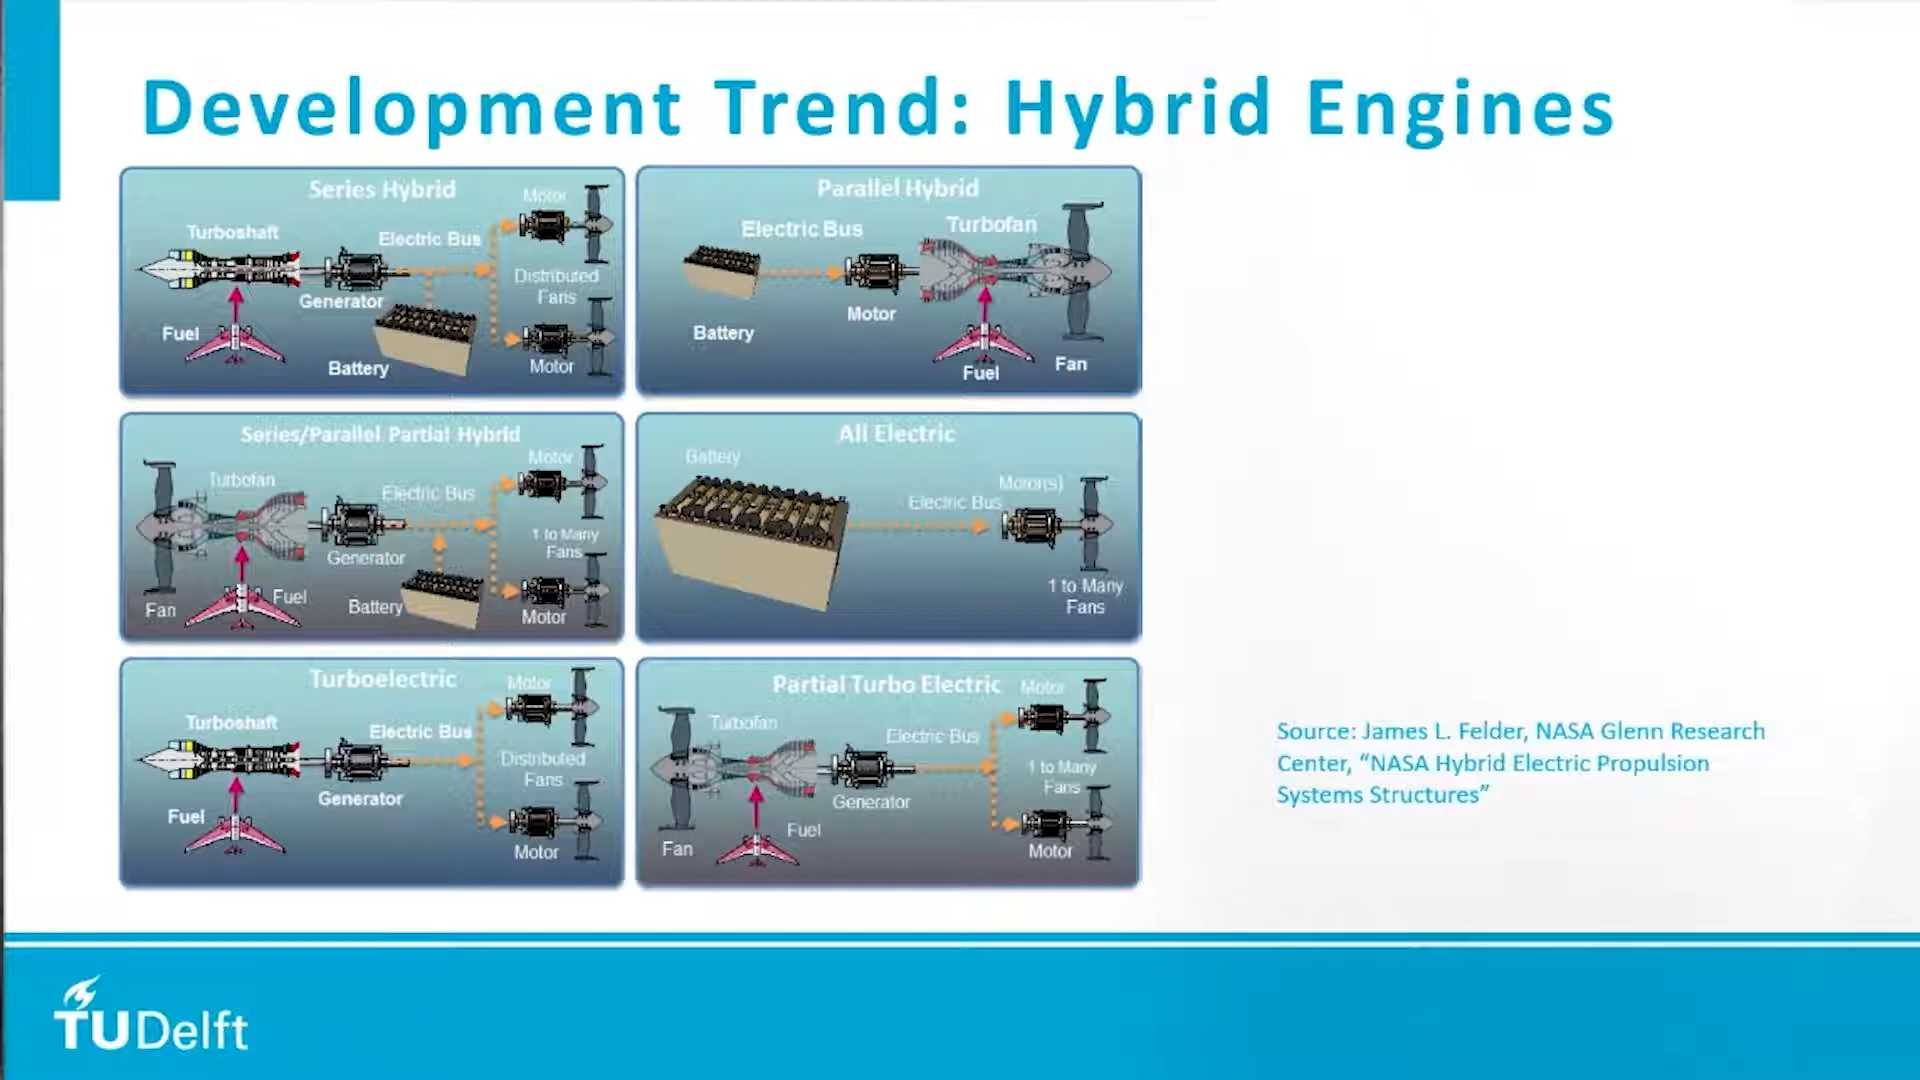 Development Trend: Hybrid Engines
Series Hybrid
Motor
Turboshaft
Electric Bus
Distributed
Fans
Generator
Fuel
Battery
Motor
Parallel Hybrid
Electric Bus
Turbofan
Motor
Battery
Fuel
Fan
Series/Parallel Partial Hybrid
Motor
Turbofan
Electric Bus
1 to Many
Fans
Generator
Fuel
Fan
Battery
Motor
All Electric
Battery
Motor(s)
Electric Bus
1 to Many
Fans
Turboelectric
Motor
Turboshaft
Electric Bus
Distributed
Fans
Generator
Fuel
Motor
Partial Turbo Electric
Motor
Turbofan
Electric Bus
1 to Many
Fans
Generator
Fuel
Fan
Motor
Source: James L. Felder, NASA Glenn Research
Center, “NASA Hybrid Electric Propulsion
Systems Structures”
TUDelft